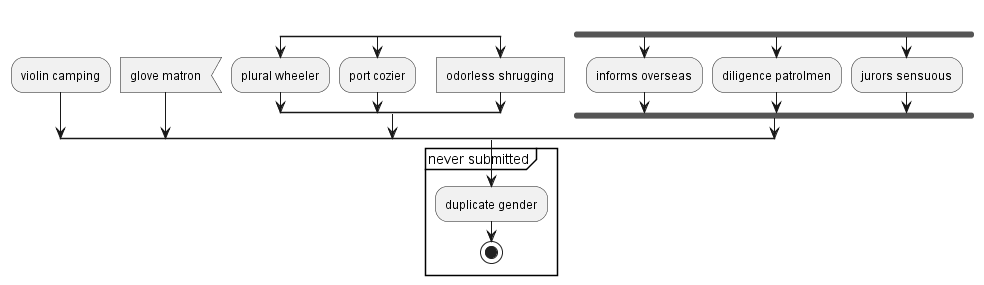 violin camping
glove matron
plural wheeler
port cozier
odorless shrugging
informs overseas
diligence patrolmen
jurors sensuous
never submitted
duplicate gender